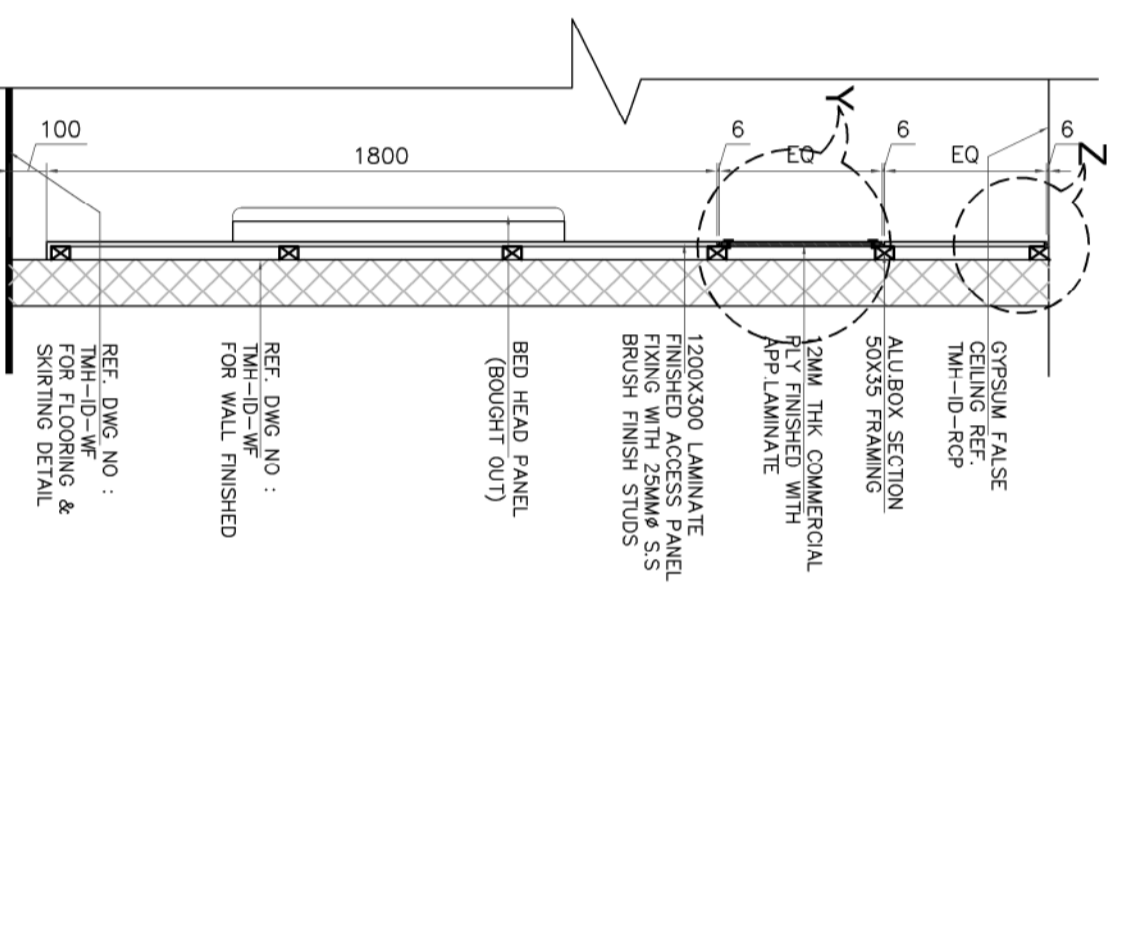 100
1800
6
EQ
6
EQ
6
Y
Z
GYPSUM FALSE
CEILING REF.
TMH-ID-RCP
ALU.BOX SECTION
50X35 FRAMING
12MM THK COMMERCIAL
PLY FINISHED WITH
APP.LAMINATE
1200X300 LAMINATE
FINISHED ACCESS PANEL
FIXING WITH 25MMØ S.S
BRUSH FINISH STUDS
BED HEAD PANEL
(BOUGHT OUT)
REF. DWG NO :
TMH-ID-WF
FOR WALL FINISHED
REF. DWG NO :
TMH-ID-WF
FOR FLOORING &
SKIRTING DETAIL